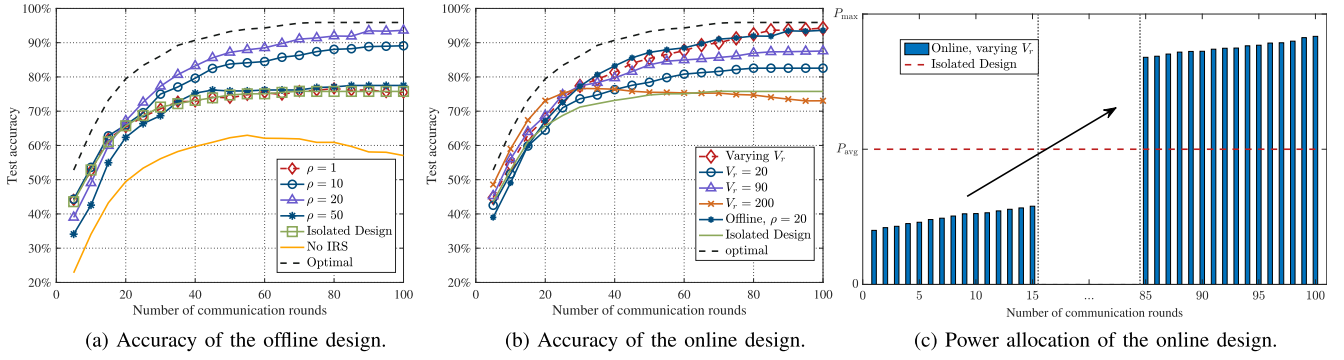 100%
90%
80%
70%
60%
50%
40%
30%
20%
Test accuracy
0 20 40 60 80 100
Number of communication rounds
ρ = 1
ρ = 10
ρ = 20
ρ = 50
Isolated Design
No IRS
Optimal
(a) Accuracy of the offline design.
100%
90%
80%
70%
60%
50%
40%
30%
20%
Test accuracy
0 20 40 60 80 100
Number of communication rounds
Varying V_r
V_r = 20
V_r = 90
V_r = 200
Offline, ρ = 20
Isolated Design
optimal
(b) Accuracy of the online design.
P_max
P_avg
0
Online, varying V_r
Isolated Design
0 5 10 15 ... 85 90 95 100
Number of communication rounds
(c) Power allocation of the online design.